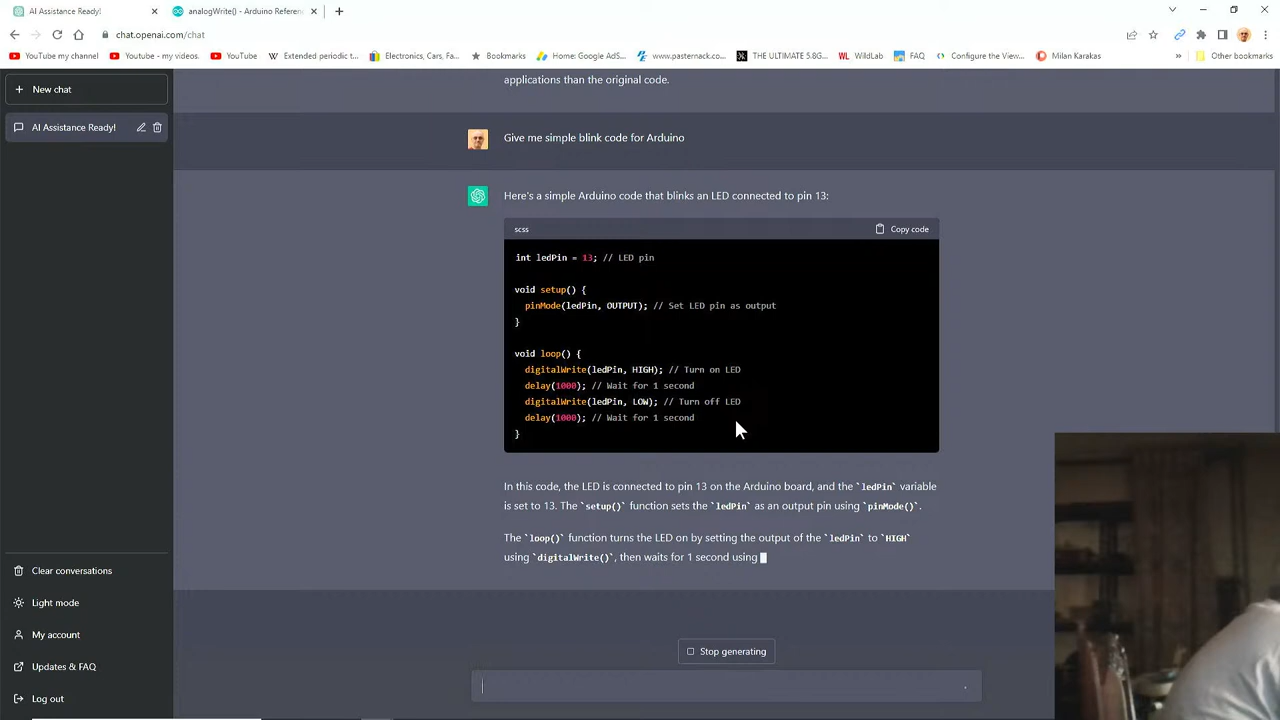 AI Assistance Ready!
analogWrite() - Arduino Referenc
chat.openai.com/chat
YouTube my channel
YouTube - my videos.
YouTube
Extended periodic t
Electronics, Cars, Fa...
Bookmarks
Home: Google AdS...
www.pasternack....
THE ULTIMATE 5.8G...
WL
WildLab
FAQ
Configure the View...
Milan Karakas
»
Other bookmarks
+ New chat
AI Assistance Ready!
applications than the original code.
Give me simple blink code for Arduino
Here's a simple Arduino code that blinks an LED connected to pin 13:
scss
Copy code
int ledPin = 13; // LED pin
void setup() {
pinMode(ledPin, OUTPUT); // Set LED pin as output
}
void loop() {
digitalWrite(ledPin, HIGH); // Turn on LED
delay(1000); // Wait for 1 second
digitalWrite(ledPin, LOW); // Turn off LED
delay(1000); // Wait for 1 second
}
In this code, the LED is connected to pin 13 on the Arduino board, and the `ledPin` variable
is set to 13. The `setup()` function sets the `ledPin` as an output pin using `pinMode()`.
The `loop()` function turns the LED on by setting the output of the `ledPin` to `HIGH`
using `digitalWrite()`, then waits for 1 second using
Stop generating
Clear conversations
Light mode
My account
Updates & FAQ
Log out